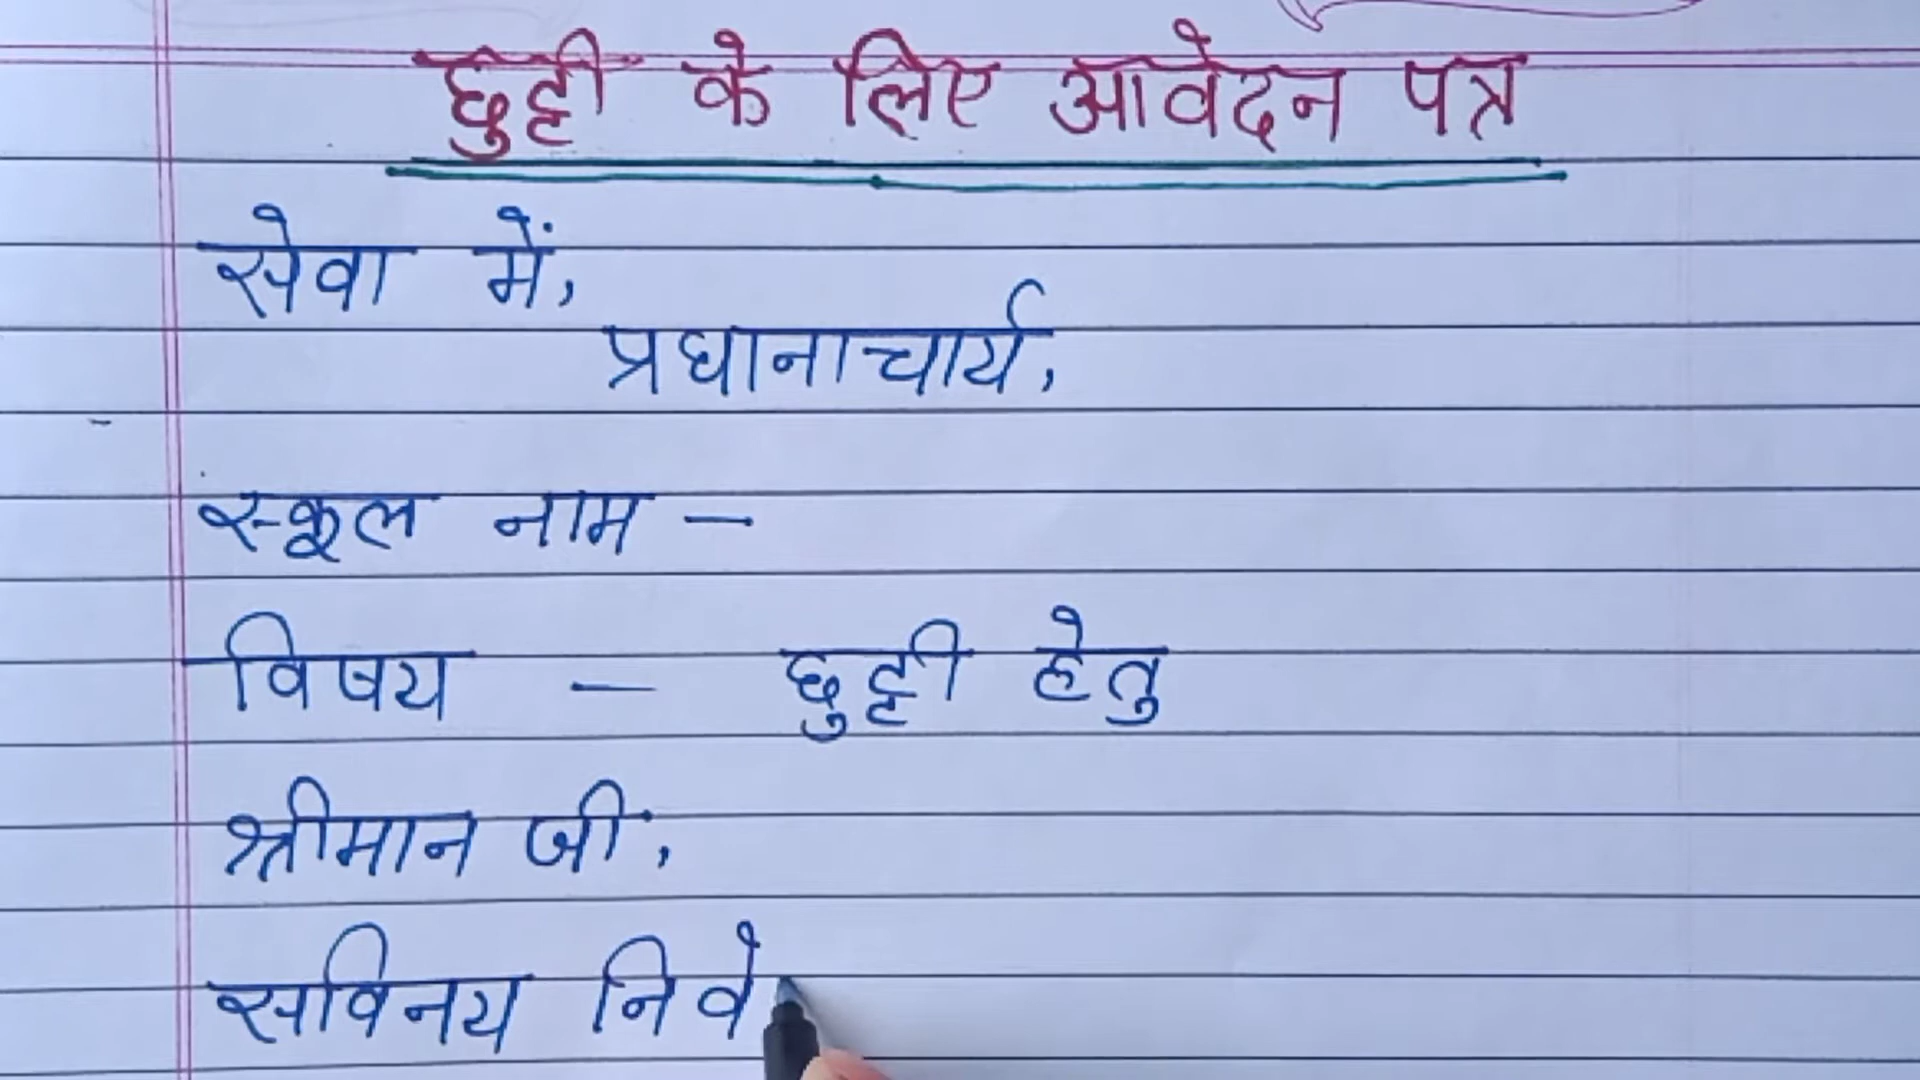 छुट्टी के लिए आवेदन पत्र
सेवा में,
प्रधानाचार्य,
स्कूल नाम –
विषय – छुट्टी हेतु
श्रीमान जी,
सविनय निवे